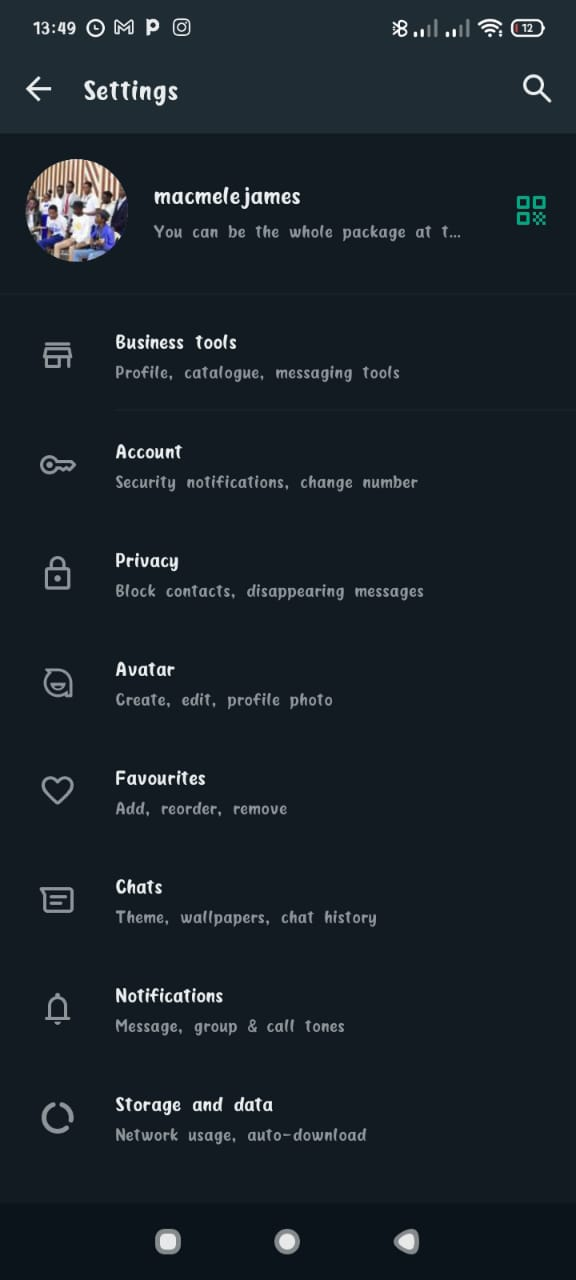 13:49
12
Settings
macmelejames
You can be the whole package at t...
Business tools
Profile, catalogue, messaging tools
Account
Security notifications, change number
Privacy
Block contacts, disappearing messages
Avatar
Create, edit, profile photo
Favourites
Add, reorder, remove
Chats
Theme, wallpapers, chat history
Notifications
Message, group & call tones
Storage and data
Network usage, auto-download